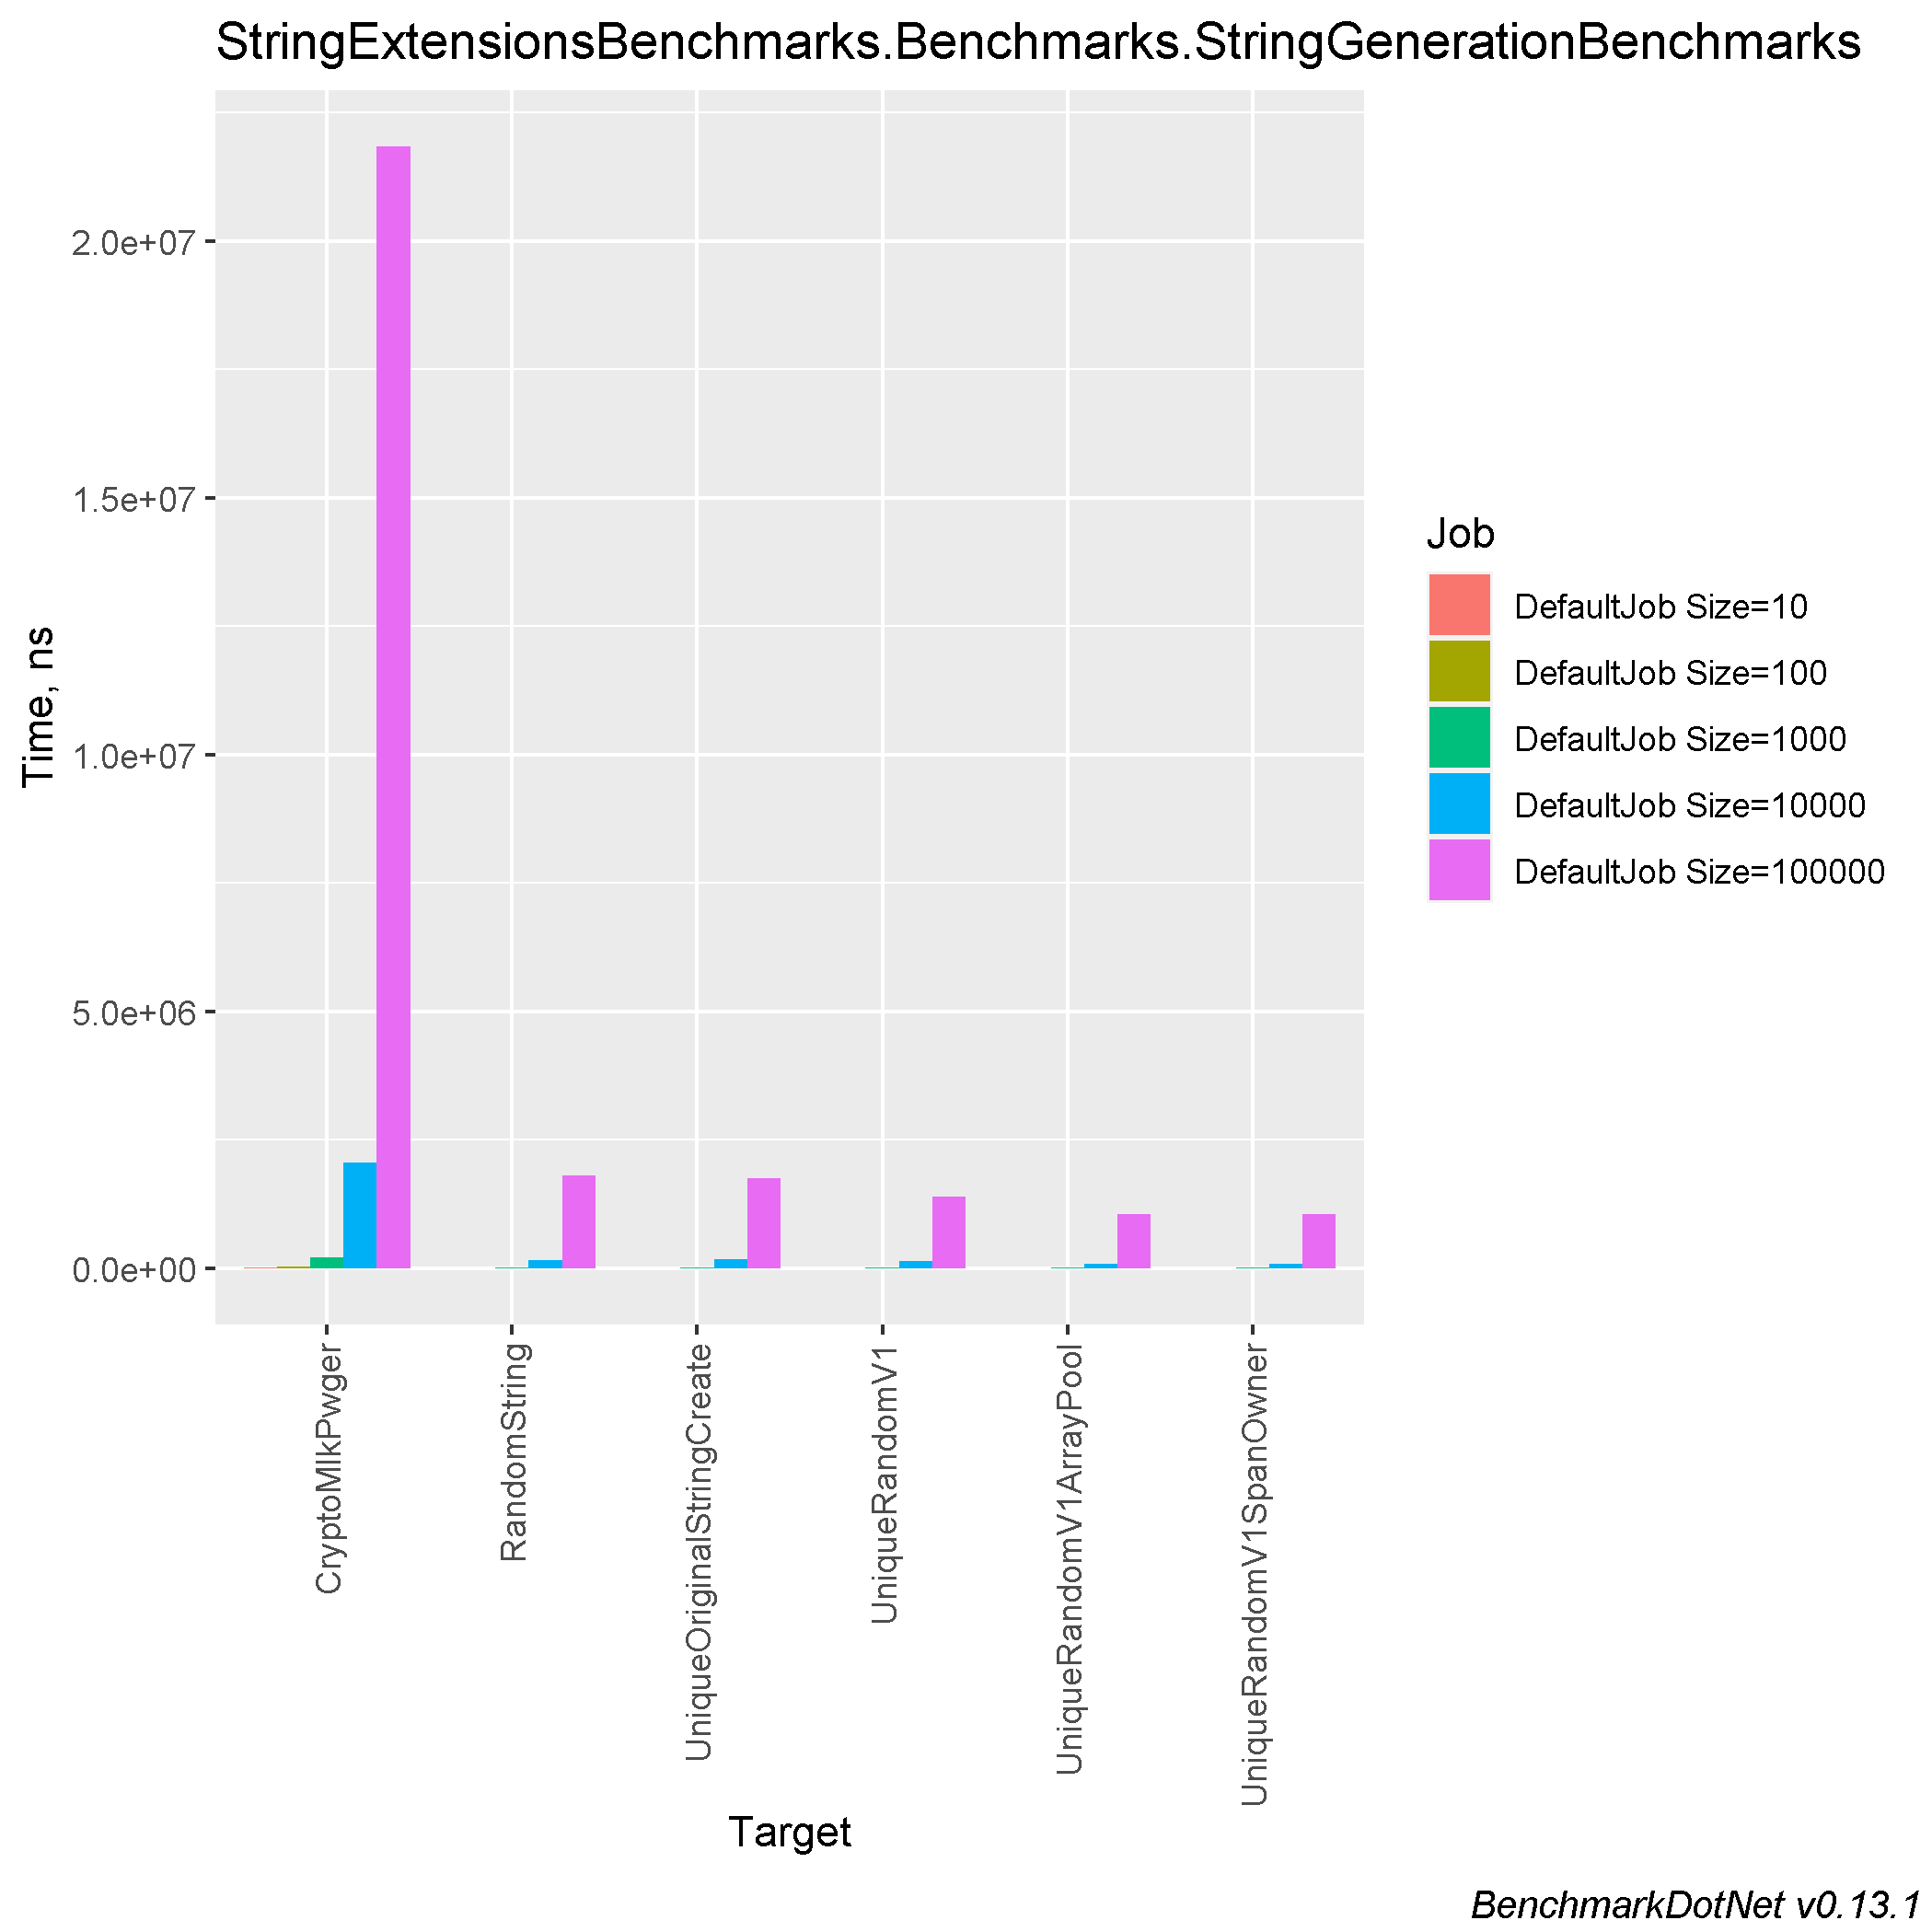 StringExtensionsBenchmarks.Benchmarks.StringGenerationBenchmarks
Time, ns
2.0e+07
1.5e+07
1.0e+07
5.0e+06
0.0e+00
CryptoMlkPwger
RandomString
UniqueOriginalStringCreate
UniqueRandomV1
UniqueRandomV1ArrayPool
UniqueRandomV1SpanOwner
Target
Job
DefaultJob Size=10
DefaultJob Size=100
DefaultJob Size=1000
DefaultJob Size=10000
DefaultJob Size=100000
BenchmarkDotNet v0.13.1